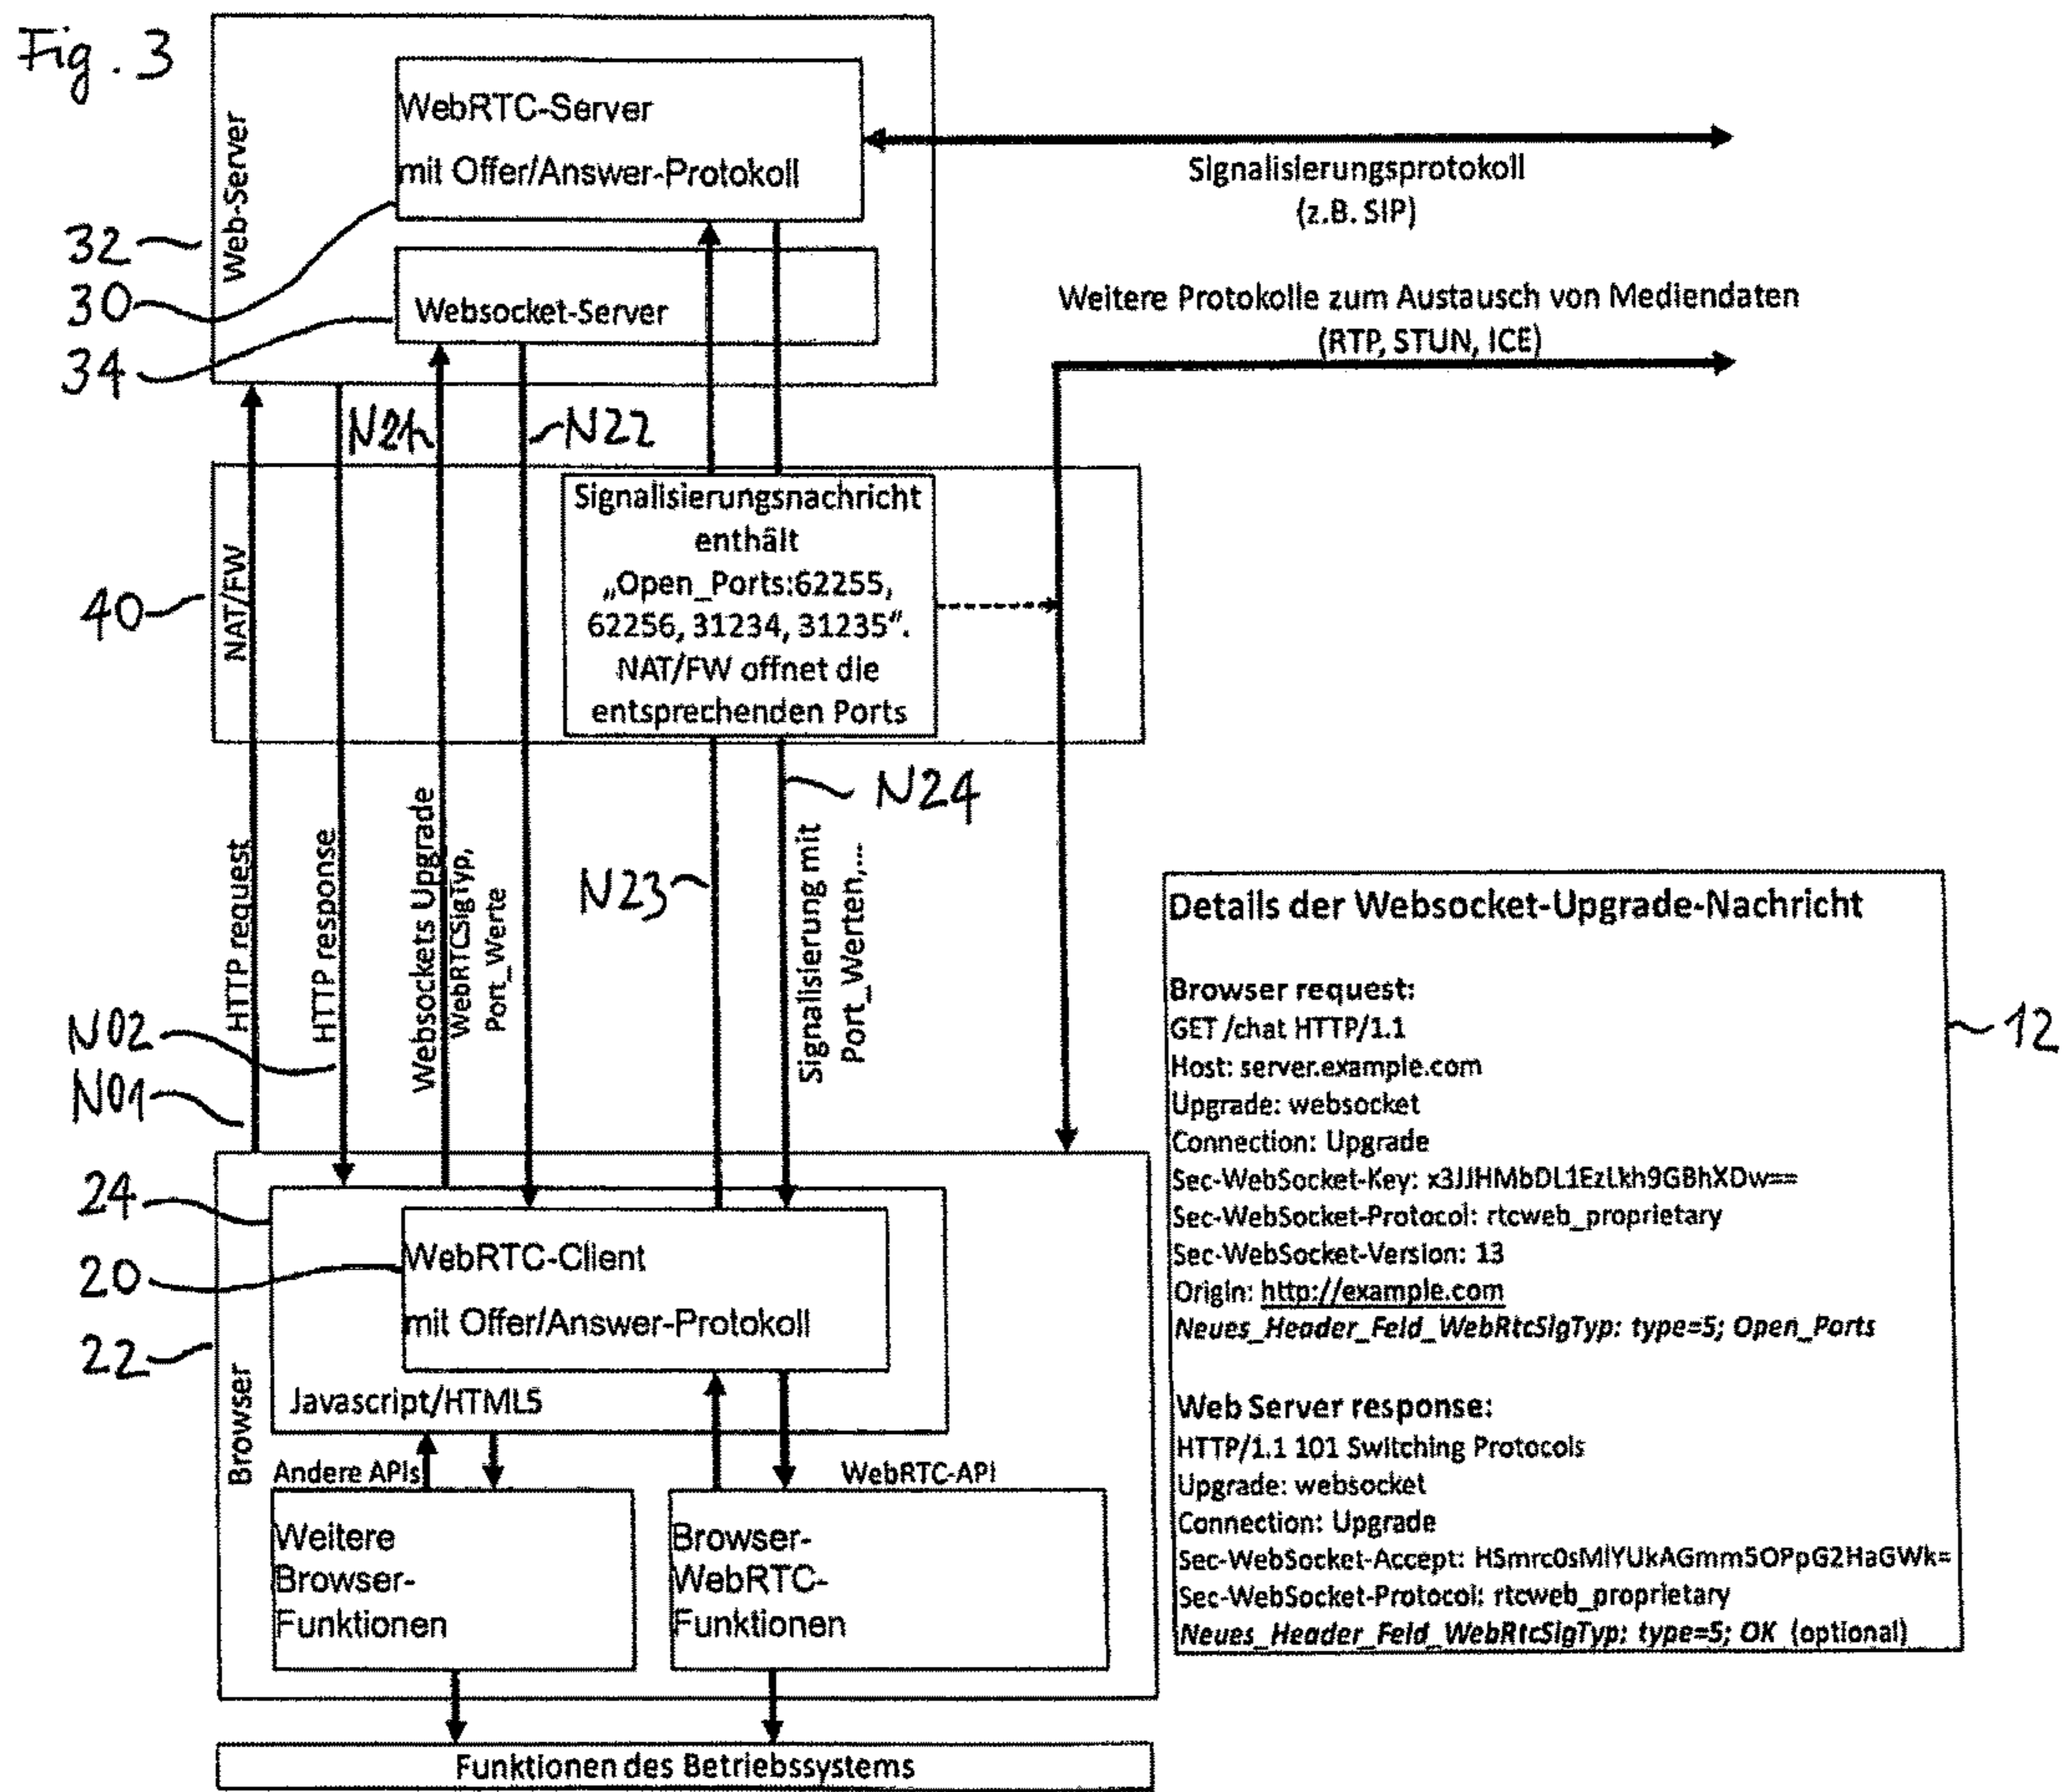 Fig. 3
Web-Server
WebRTC-Server
mit Offer/Answer-Protokoll
Signalisierungsprotokoll
(z.B. SIP)
32
30
34
Websocket-Server
Weitere Protokolle zum Austausch von Mediendaten
(RTP, STUN, ICE)
N21
N22
40
NAT/FW
Signalisierungsnachricht
enthält
„Open_Ports:62255,
62256, 31234, 31235“.
NAT/FW offnet die
entsprechenden Ports
N24
N23
HTTP request
HTTP response
Websockets Upgrade
WebRTCSigTyp,
Port_Werte
Signalisierung mit
Port_Werten,...
N02
N01
24
20
22
Browser
WebRTC-Client
mit Offer/Answer-Protokoll
Javascript/HTML5
Andere APIs
WebRTC-API
Weitere
Browser-
Funktionen
Browser-
WebRTC-
Funktionen
Funktionen des Betriebssystems
12
Details der Websocket-Upgrade-Nachricht
Browser request:
GET /chat HTTP/1.1
Host: server.example.com
Upgrade: websocket
Connection: Upgrade
Sec-WebSocket-Key: x3JJHMbDL1EzLkh9GBhXDw==
Sec-WebSocket-Protocol: rtcweb_proprietary
Sec-WebSocket-Version: 13
Origin: http://example.com
Neues_Header_Feld_WebRtcSigTyp: type=5; Open_Ports
Web Server response:
HTTP/1.1 101 Switching Protocols
Upgrade: websocket
Connection: Upgrade
Sec-WebSocket-Accept: HSmrc0sMlYUkAGmm5OPpG2HaGWk=
Sec-WebSocket-Protocol: rtcweb_proprietary
Neues_Header_Feld_WebRtcSigTyp: type=5; OK (optional)